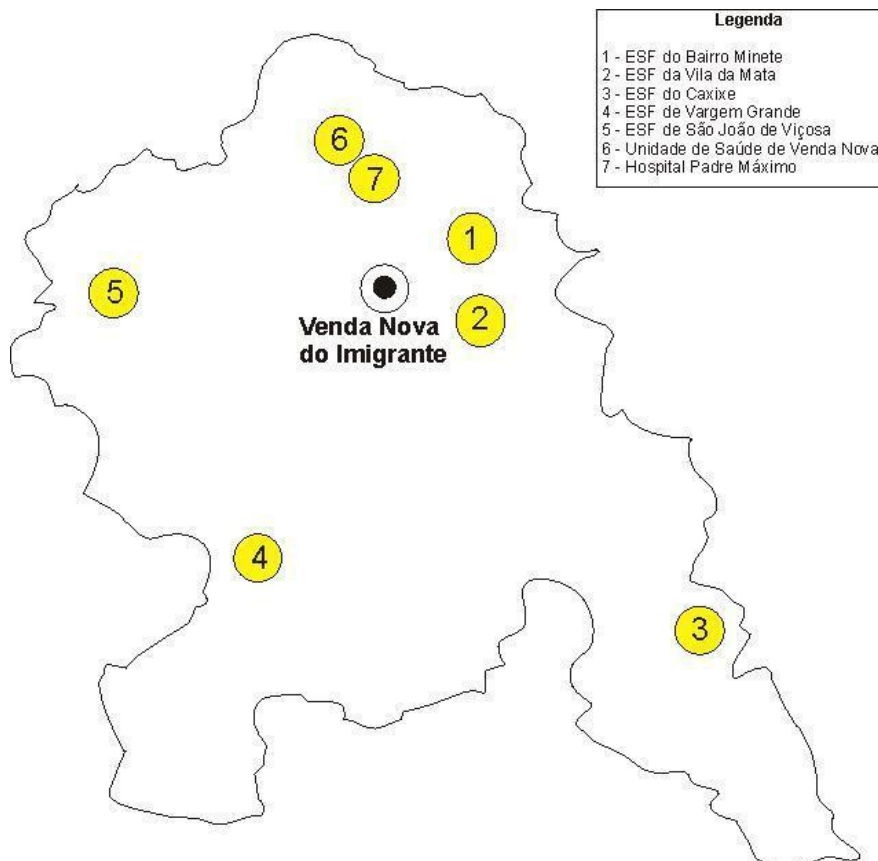 Legenda
1 - ESF do Bairro Minete
2 - ESF da Vila da Mata
3 - ESF do Caxixe
4 - ESF de Vargem Grande
5 - ESF de São João de Viçosa
6 - Unidade de Saúde de Venda Nova
7 - Hospital Padre Máximo
6
7
1
5
2
Venda Nova
do Imigrante
4
3